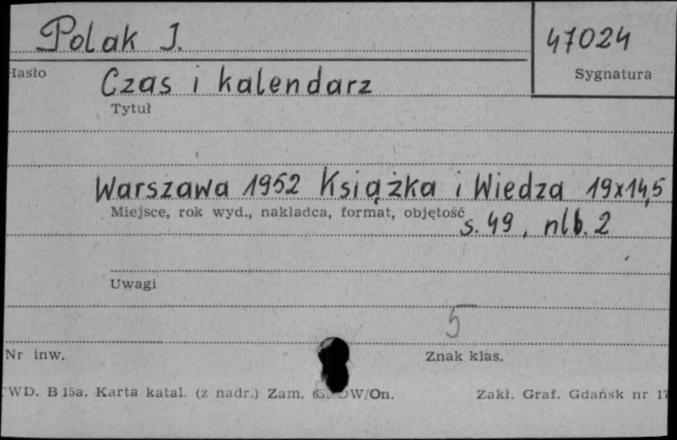 Polak J.
47024
Hasło
Sygnatura
Czas i kalendarz
Tytuł
Warszawa 1952 Książka i Wiedza 19x14,5
Miejsce, rok wyd., nakładca, format, objętość
s. 49, nlb. 2
Uwagi
5
Nr inw.
Znak klas.
WD. B 15a. Karta katal. (z nadr.) Zam. W/On.
Zakł. Graf. Gdańsk nr